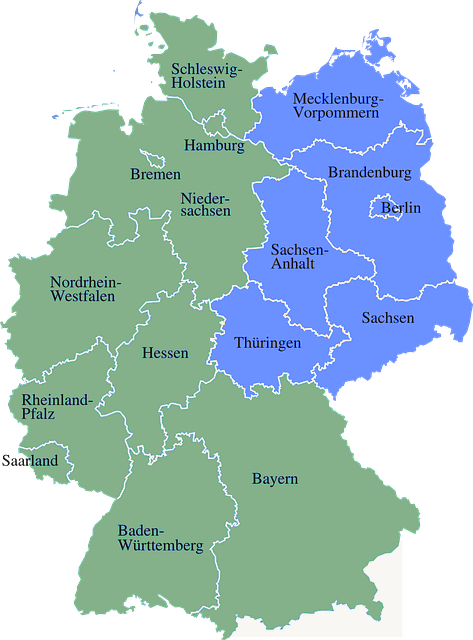 Schleswig-
Holstein
Mecklenburg-
Vorpommern
Hamburg
Bremen
Brandenburg
Nieder-
sachsen
Berlin
Sachsen-
Anhalt
Nordrhein-
Westfalen
Sachsen
Thüringen
Hessen
Rheinland-
Pfalz
Saarland
Bayern
Baden-
Württemberg